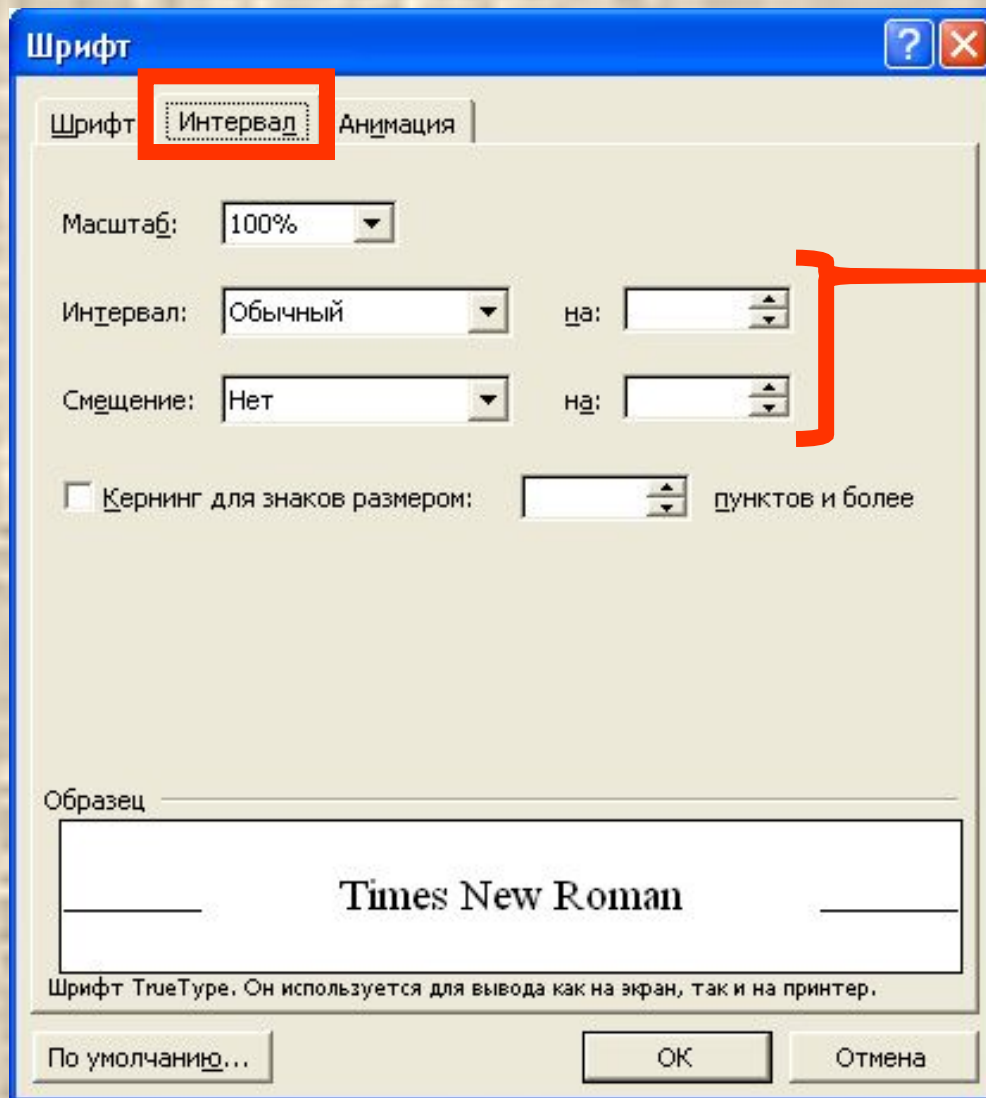 Шрифт
Шрифт Интервал Анимация
Масштаб: 100%
Интервал: Обычный на:
Смещение: Нет на:
Кернинг для знаков размером: пунктов и более
Образец
Times New Roman
Шрифт TrueType. Он используется для вывода как на экран, так и на принтер.
По умолчанию... ОК Отмена